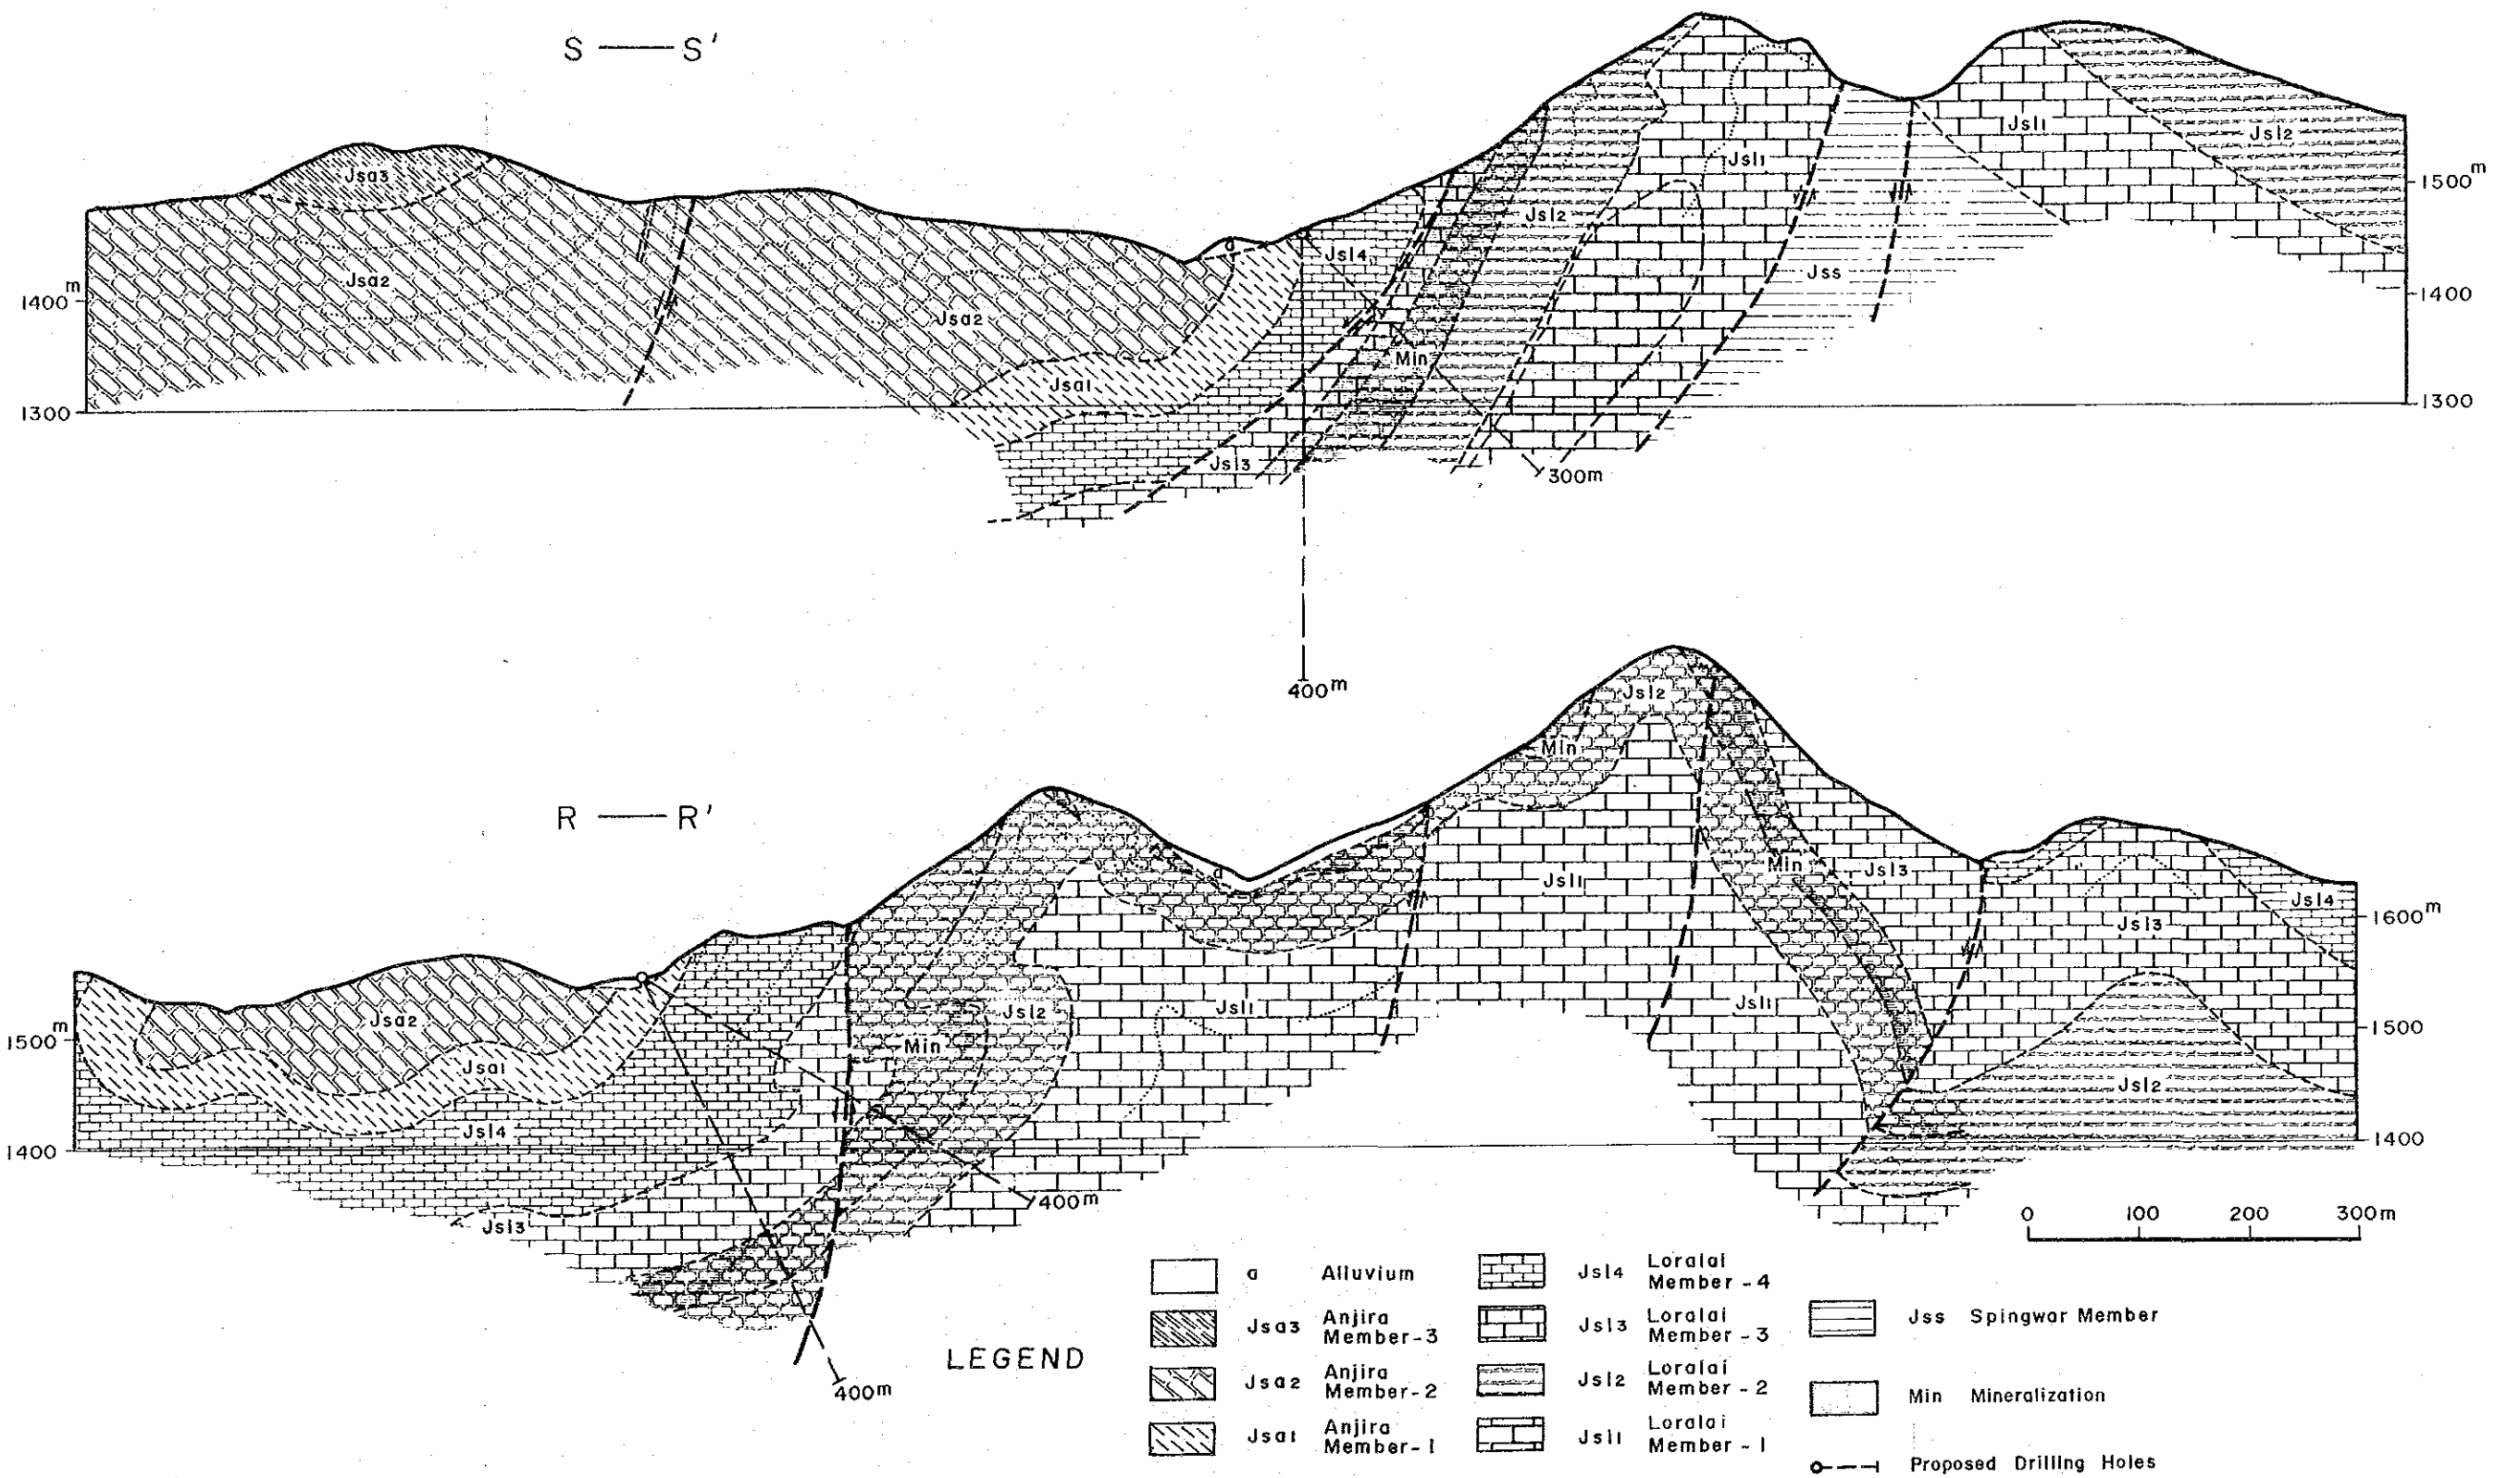 S — S'
Jsa3
Jsl1
Jsl2
Jsl1
1500m
Jsl2
Jsa2
a
Jsl4
Jss
1400m
1400
Jsa2
Min
Jsa1
1300
1300
Jsl3
300m
400m
Jsl2
Min
R — R'
a
Min
Jsl3
Jsl1
Jsl4
1600m
Jsl3
Jsa2
Jsl2
Jsl1
Jsl1
1500m
1500
Min
Jsa1
Jsl2
Jsl4
1400
1400
400m
Jsl3
0 100 200 300m
400m
LEGEND
a Alluvium
Jsa3 Anjira
Member-3
Jsa2 Anjira
Member-2
Jsa1 Anjira
Member-1
Jsl4 Loralai
Member-4
Jsl3 Loralai
Member-3
Jsl2 Loralai
Member-2
Jsl1 Loralai
Member-1
Jss Spingwar Member
Min Mineralization
Proposed Drilling Holes